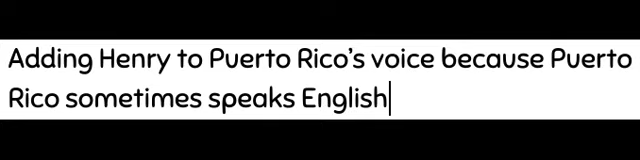 Adding Henry to Puerto Rico’s voice because Puerto
Rico sometimes speaks English